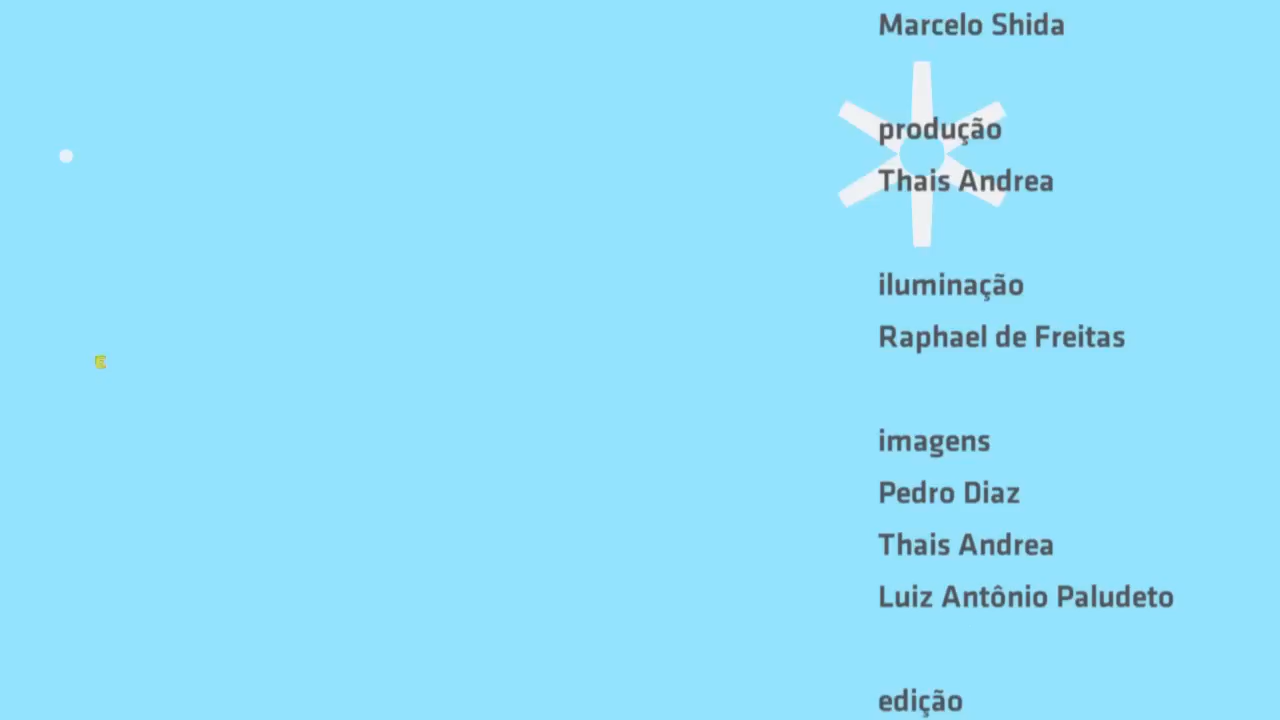 Marcelo Shida
produção
Thais Andrea
iluminação
Raphael de Freitas
E
imagens
Pedro Diaz
Thais Andrea
Luiz Antônio Paludeto
edição